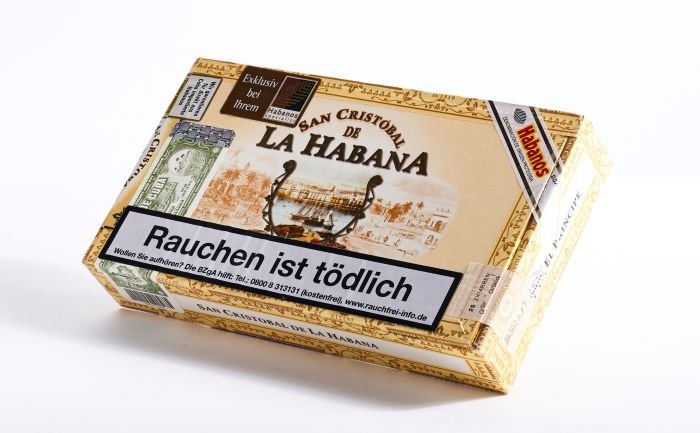 Exklusiv
bei
Ihrem
Habanos
Specialist
SAN CRISTOBAL
DE
LA HABANA
Habanos
Rauchen ist tödlich
Wollen Sie aufhören? Die BZgA hilft: Tel.: 0800 8 313131 (kostenfrei), www.rauchfrei-info.de
SAN CRISTOBAL DE LA HABANA
EL PRINCIPE